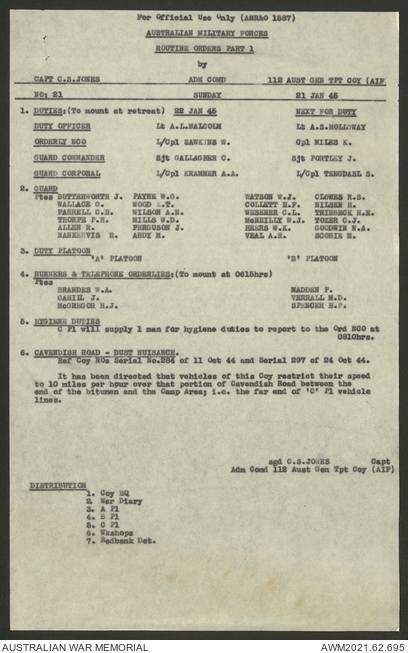 For Official Use Only (AMR&O 1587)
AUSTRALIAN MILITARY FORCES
ROUTINE ORDERS PART 1
by
CAPT C.S.JONES ADM COMD 112 AUST GEN TPT COY (AIF
NO: 21 SUNDAY 21 JAN 45
1. DUTIES:(To mount at retreat) 22 JAN 45 NEXT FOR DUTY
DUTY OFFICER Lt A.L.MALCOLM Lt A.S.HOLLOWAY
ORDERLY NCO L/Cpl SAWKINS W. Cpl MILES K.
GUARD COMMANDER Sjt GALLAGHER C. Sjt PORTLEY J.
GUARD CORPORAL L/Cpl KRAMMER A.A. L/Cpl TENGDAHL S.
2. GUARD
Ptes BUTTERWORTH J. PAYNE W.G. WATSON W.J. CLOWES R.S.
WALLACE G. WOOD K.T. COLLETT H.F. NILSEN H.
FARRELL C.H. WILSON A.N. WESENER C.L. TRIBBECK H.E.
THORPE P.H. MILLS W.D. McNEILLY W.J. TOZER C.J.
ALLEN R. FERGUSON J. HEERS W.K. GOODWIN N.A.
NANKERVIS R. ABDY M. VEAL A.R. SCOBIE M.
3. DUTY PLATOON
'A' PLATOON 'B' PLATOON
4. RUNNERS & TELEPHONE ORDERLIES:(To mount at 0615hrs)
Ptes
BRANDES W.A. MADDEN P.
CAHILL J. VERRALL M.D.
McGREGOR H.J. SPENCER H.P.
5. HYGIENE DUTIES
C Pl will supply 1 man for hygiene duties to report to the Ord NCO at
0810hrs.
6. CAVENDISH ROAD - DUST NUISANCE.
Ref Coy ROs Serial No.284 of 11 Oct 44 and Serial 297 of 24 Oct 44.
It has been directed that vehicles of this Coy restrict their speed
to 10 miles per hour over that portion of Cavendish Road between the
end of the bitumen and the Camp Area; i.e. the far end of 'C' Pl vehicle
lines.
sgd C.S.JONES Capt
Adm Comd 112 Aust Gen Tpt Coy (AIF)
DISTRIBUTION
1. Coy HQ
2. War Diary
3. A Pl
4. B Pl
5. C Pl
6. Wkshops
7. Redbank Det.
AUSTRALIAN WAR MEMORIAL AWM2021.62.695